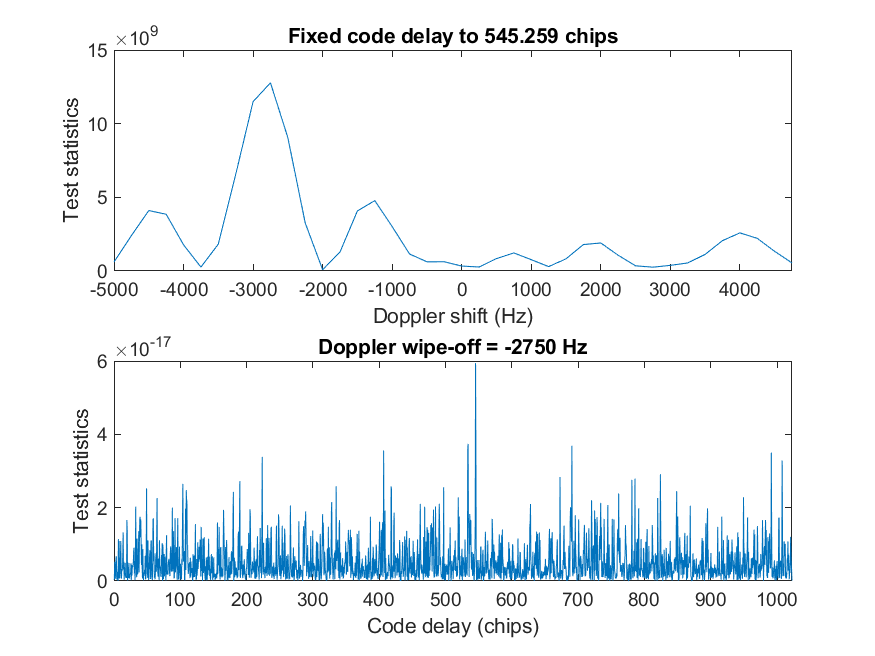 ×10^9
Fixed code delay to 545.259 chips
15
10
5
0
Test statistics
-5000 -4000 -3000 -2000 -1000 0 1000 2000 3000 4000
Doppler shift (Hz)
×10^-17
Doppler wipe-off = -2750 Hz
6
4
2
0
Test statistics
0 100 200 300 400 500 600 700 800 900 1000
Code delay (chips)